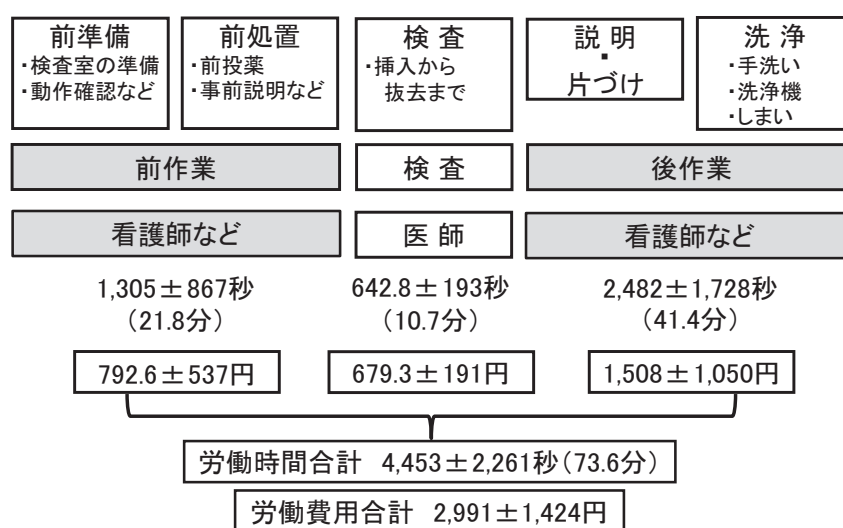 前準備
・検査室の準備
・動作確認など
前処置
・前投薬
・事前説明など
検 査
・挿入から
抜去まで
説 明
・
片づけ
洗 浄
・手洗い
・洗浄機
・しまい
前作業
検 査
後作業
看護師など
医 師
看護師など
1,305±867秒
(21.8分)
642.8±193秒
(10.7分)
2,482±1,728秒
(41.4分)
792.6±537円
679.3±191円
1,508±1,050円
労働時間合計 4,453±2,261秒(73.6分)
労働費用合計 2,991±1,424円